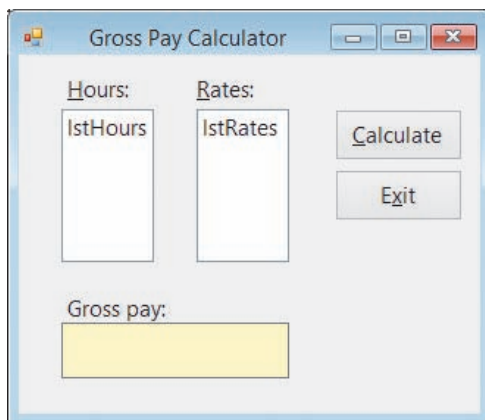 Gross Pay Calculator
Hours: Rates:
lstHours lstRates
Calculate
Exit
Gross pay: